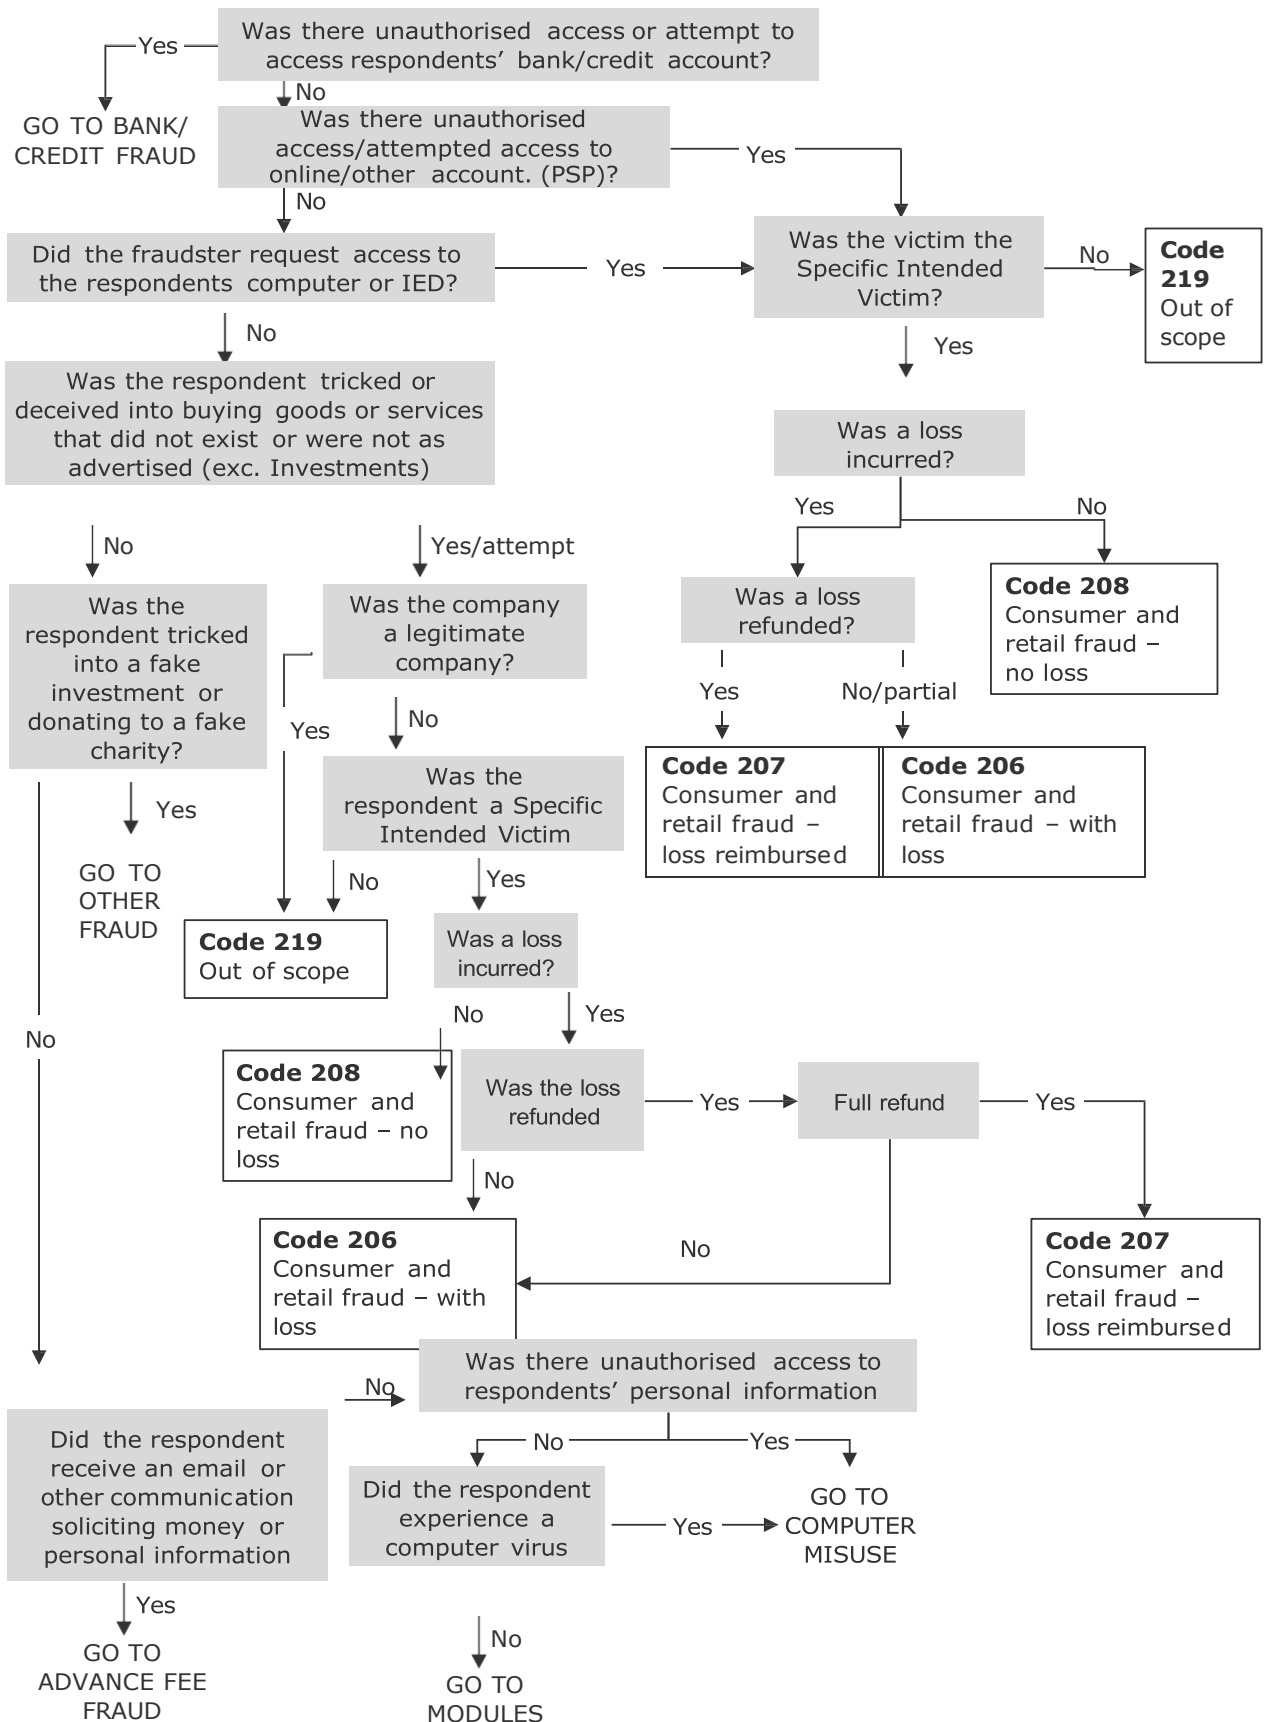 Was there unauthorised access or attempt to
access respondents’ bank/credit account?
Yes
No
GO TO BANK/
CREDIT FRAUD
Was there unauthorised
access/attempted access to
online/other account. (PSP)?
Yes
No
Did the fraudster request access to
the respondents computer or IED?
Yes
Was the victim the
Specific Intended
Victim?
No
Code
219
Out of
scope
No
Yes
Was the respondent tricked or
deceived into buying goods or services
that did not exist or were not as
advertised (exc. Investments)
Was a loss
incurred?
Yes
No
No
Yes/attempt
Was the
respondent tricked
into a fake
investment or
donating to a fake
charity?
Was the company
a legitimate
company?
Was a loss
refunded?
Code 208
Consumer and
retail fraud –
no loss
Yes
No/partial
Yes
No
Code 207
Consumer and
retail fraud –
loss reimbursed
Code 206
Consumer and
retail fraud – with
loss
Was the
respondent a Specific
Intended Victim
Yes
GO TO
OTHER
FRAUD
No
Yes
Code 219
Out of scope
Was a loss
incurred?
No
Yes
No
Code 208
Consumer and
retail fraud – no
loss
Was the loss
refunded
Yes
Full refund
Yes
No
Code 206
Consumer and
retail fraud – with
loss
No
Code 207
Consumer and
retail fraud –
loss reimbursed
Was there unauthorised access to
respondents’ personal information
No
Did the respondent
receive an email or
other communication
soliciting money or
personal information
No
Yes
Did the respondent
experience a
computer virus
Yes
GO TO
COMPUTER
MISUSE
Yes
GO TO
ADVANCE FEE
FRAUD
No
GO TO
MODULES